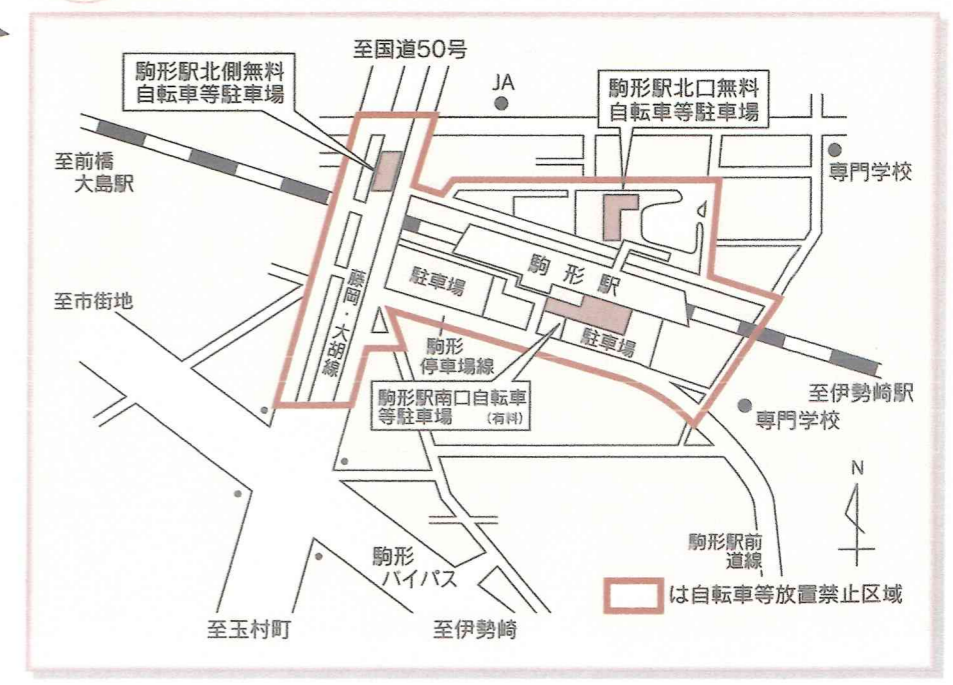 至国道50号
駒形駅北側無料
自転車等駐車場
JA
駒形駅北口無料
自転車等駐車場
至前橋
大島駅
専門学校
駒形駅
駐車場
至市街地
藤岡・大胡線
駐車場
駒形
停車場線
駒形駅南口自転車
等駐車場 (有料)
至伊勢崎駅
専門学校
N
駒形駅前
道線
駒形
バイパス
は自転車等放置禁止区域
至玉村町
至伊勢崎